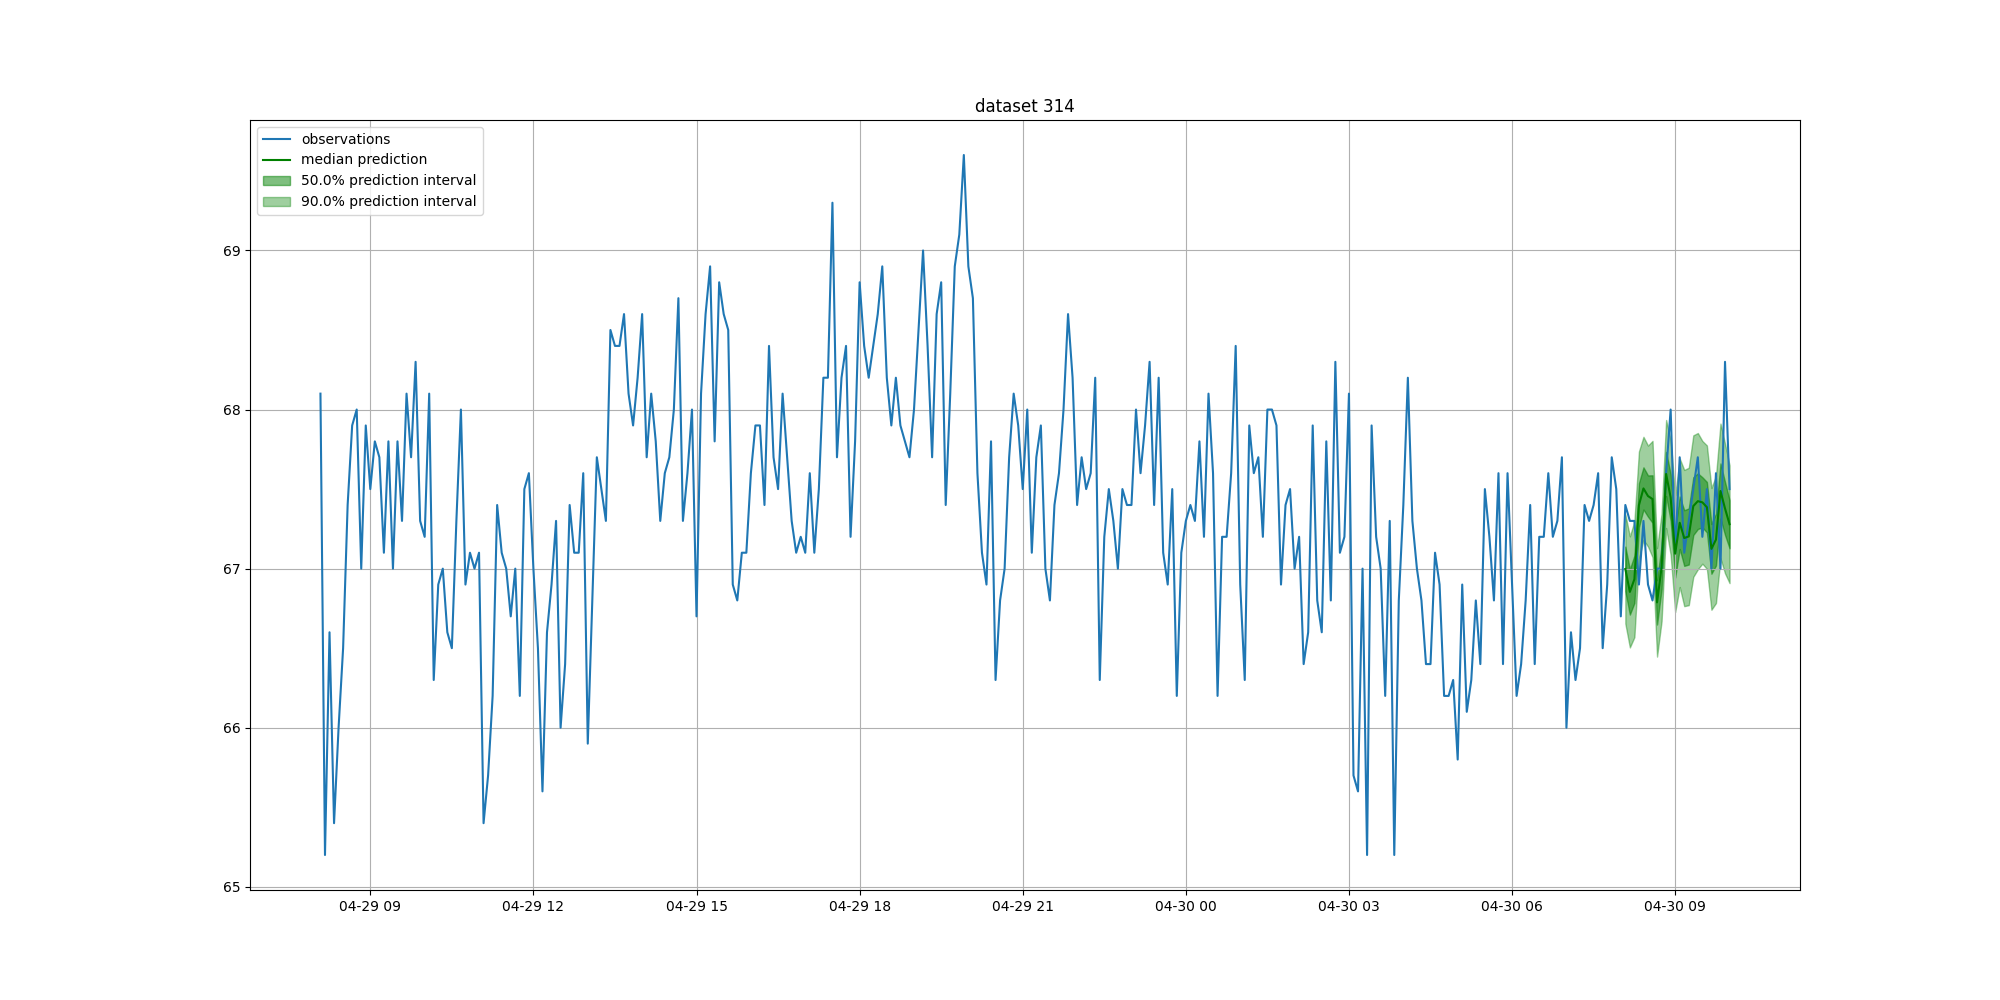 dataset 314
observations
median prediction
50.0% prediction interval
90.0% prediction interval
69
68
67
66
65
04-29 09
04-29 12
04-29 15
04-29 18
04-29 21
04-30 00
04-30 03
04-30 06
04-30 09